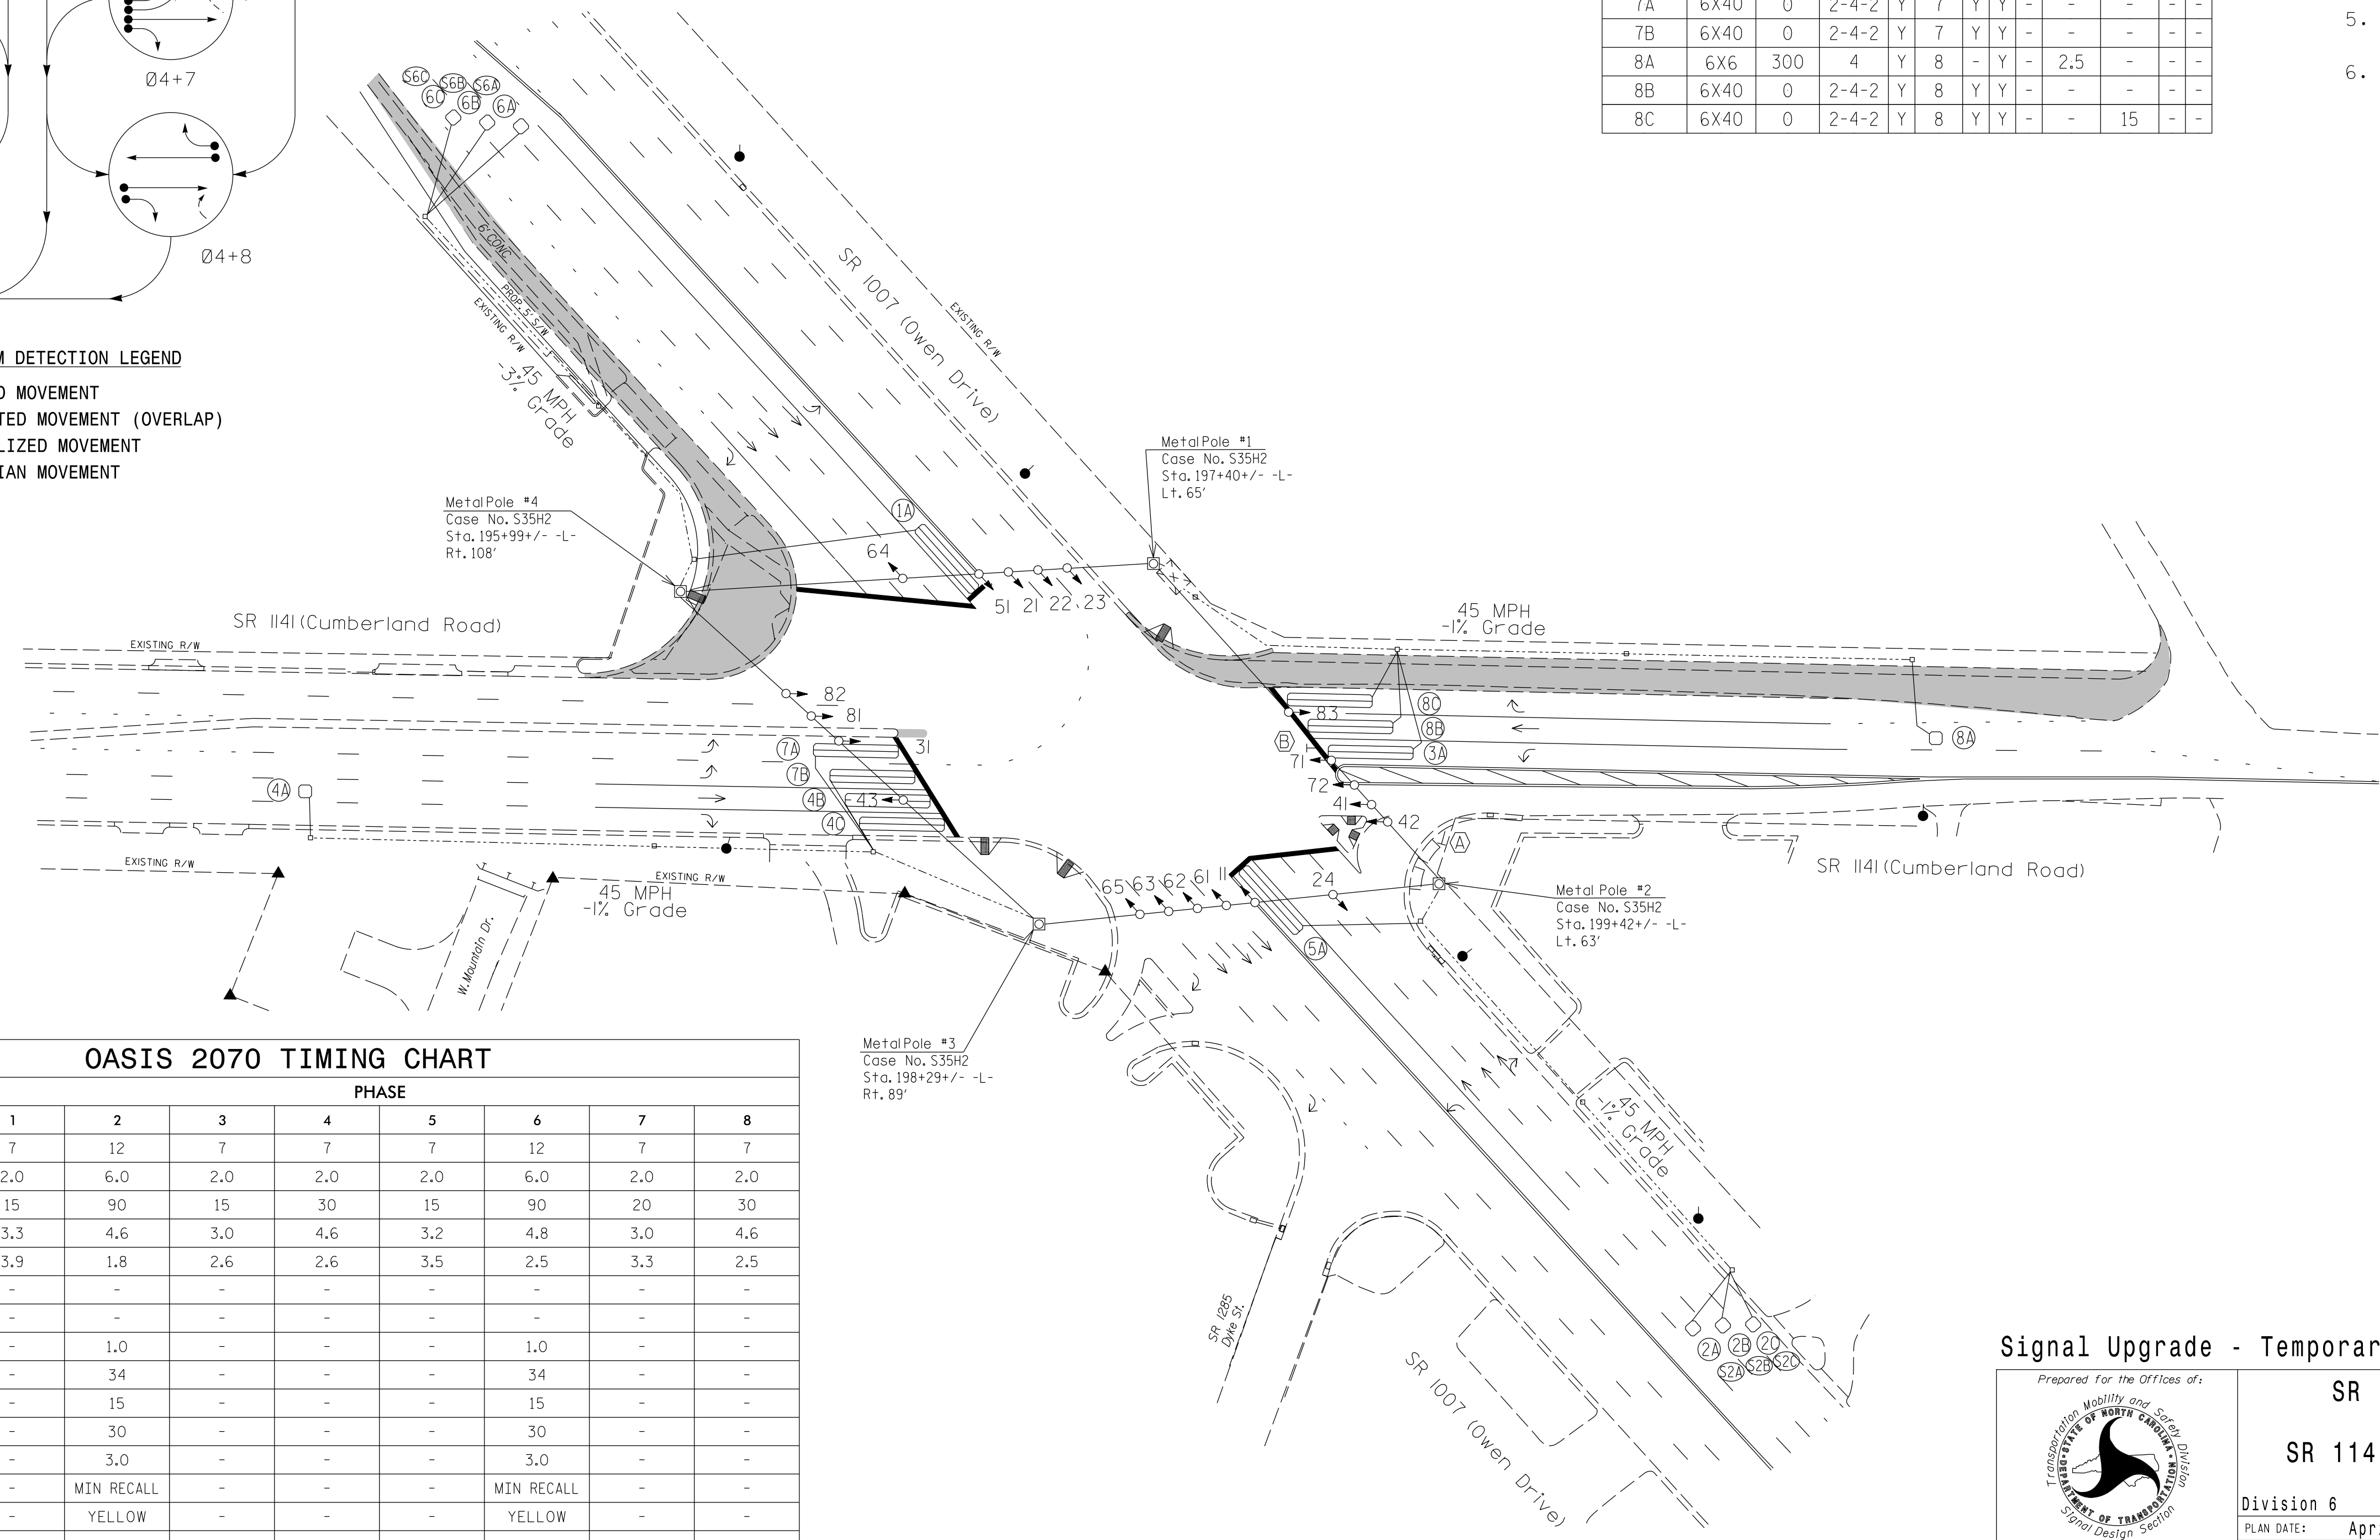 7A 6X40 0 2-4-2 Y 7 Y Y - - - - -
7B 6X40 0 2-4-2 Y 7 Y Y - - - - -
8A 6X6 300 4 Y 8 - Y - 2.5 - - -
8B 6X40 0 2-4-2 Y 8 Y Y - - - - -
8C 6X40 0 2-4-2 Y 8 Y Y - - 15 - -
5.
6.
Ø4+7
Ø4+8
S6C S6B S6A
6C 6B 6A
6' CONC
PROP. 5' S/W
EXISTING R/W
45 MPH
-3% Grade
SR 1007 (Owen Drive)
EXISTING R/W
M DETECTION LEGEND
D MOVEMENT
TED MOVEMENT (OVERLAP)
LIZED MOVEMENT
IAN MOVEMENT
Metal Pole #4
Case No. S35H2
Sta. 195+99+/- -L-
Rt. 108'
Metal Pole #1
Case No. S35H2
Sta. 197+40+/- -L-
Lt. 65'
1A
64
51 21 22 23
SR 1141 (Cumberland Road)
EXISTING R/W
45 MPH
-1% Grade
82
81
31
83
8C
8B
3A
8A
B
71
72
41
42
A
7A
7B
4B
43
4C
4A
EXISTING R/W
EXISTING R/W
45 MPH
-1% Grade
W. Mountain Dr.
65 63 62 61 11
24
5A
SR 1141 (Cumberland Road)
Metal Pole #2
Case No. S35H2
Sta. 199+42+/- -L-
Lt. 63'
Metal Pole #3
Case No. S35H2
Sta. 198+29+/- -L-
Rt. 89'
45 MPH
-1% Grade
SR 1285
Dyke St.
SR 1007 (Owen Drive)
2A 2B 2C
S2A S2B S2C
OASIS 2070 TIMING CHART
PHASE
1 2 3 4 5 6 7 8
7 12 7 7 7 12 7 7
2.0 6.0 2.0 2.0 2.0 6.0 2.0 2.0
15 90 15 30 15 90 20 30
3.3 4.6 3.0 4.6 3.2 4.8 3.0 4.6
3.9 1.8 2.6 2.6 3.5 2.5 3.3 2.5
- - - - - - - -
- - - - - - - -
- 1.0 - - - 1.0 - -
- 34 - - - 34 - -
- 15 - - - 15 - -
- 30 - - - 30 - -
- 3.0 - - - 3.0 - -
- MIN RECALL - - - MIN RECALL - -
- YELLOW - - - YELLOW - -
Signal Upgrade - Temporar
Prepared for the Offices of:
Transportation Mobility and Safety Division
STATE OF NORTH CAROLINA
DEPARTMENT OF TRANSPORTATION
Signal Design Section
SR
SR 114
Division 6
PLAN DATE: Apr